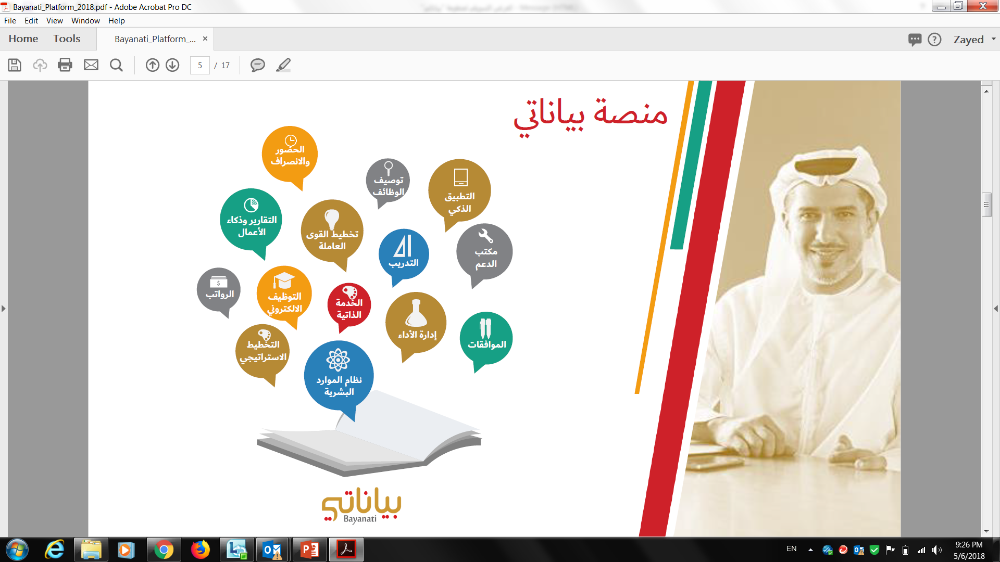 Bayanati_Platform_2018.pdf - Adobe Acrobat Pro DC
File Edit View Window Help
Home Tools Bayanati_Platform_... × Zayed
5 / 17
منصة بياناتي
الحضور
والانصراف
توصيف
الوظائف
التطبيق
الذكي
التقارير وذكاء
الأعمال
تخطيط القوى
العاملة
التدريب
مكتب
الدعم
الرواتب
التوظيف
الالكتروني
الخدمة
الذاتية
إدارة الأداء
الموافقات
التخطيط
الاستراتيجي
نظام الموارد
البشرية
بياناتي
Bayanati
EN
9:26 PM
5/6/2018